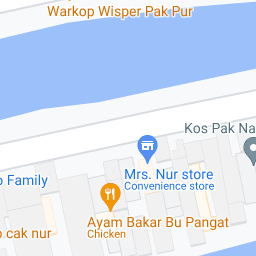 Warkop Wisper Pak Pur
Kos Pak Na
Mrs. Nur store
Convenience store
Family
Ayam Bakar Bu Pangat
Chicken
cak nur